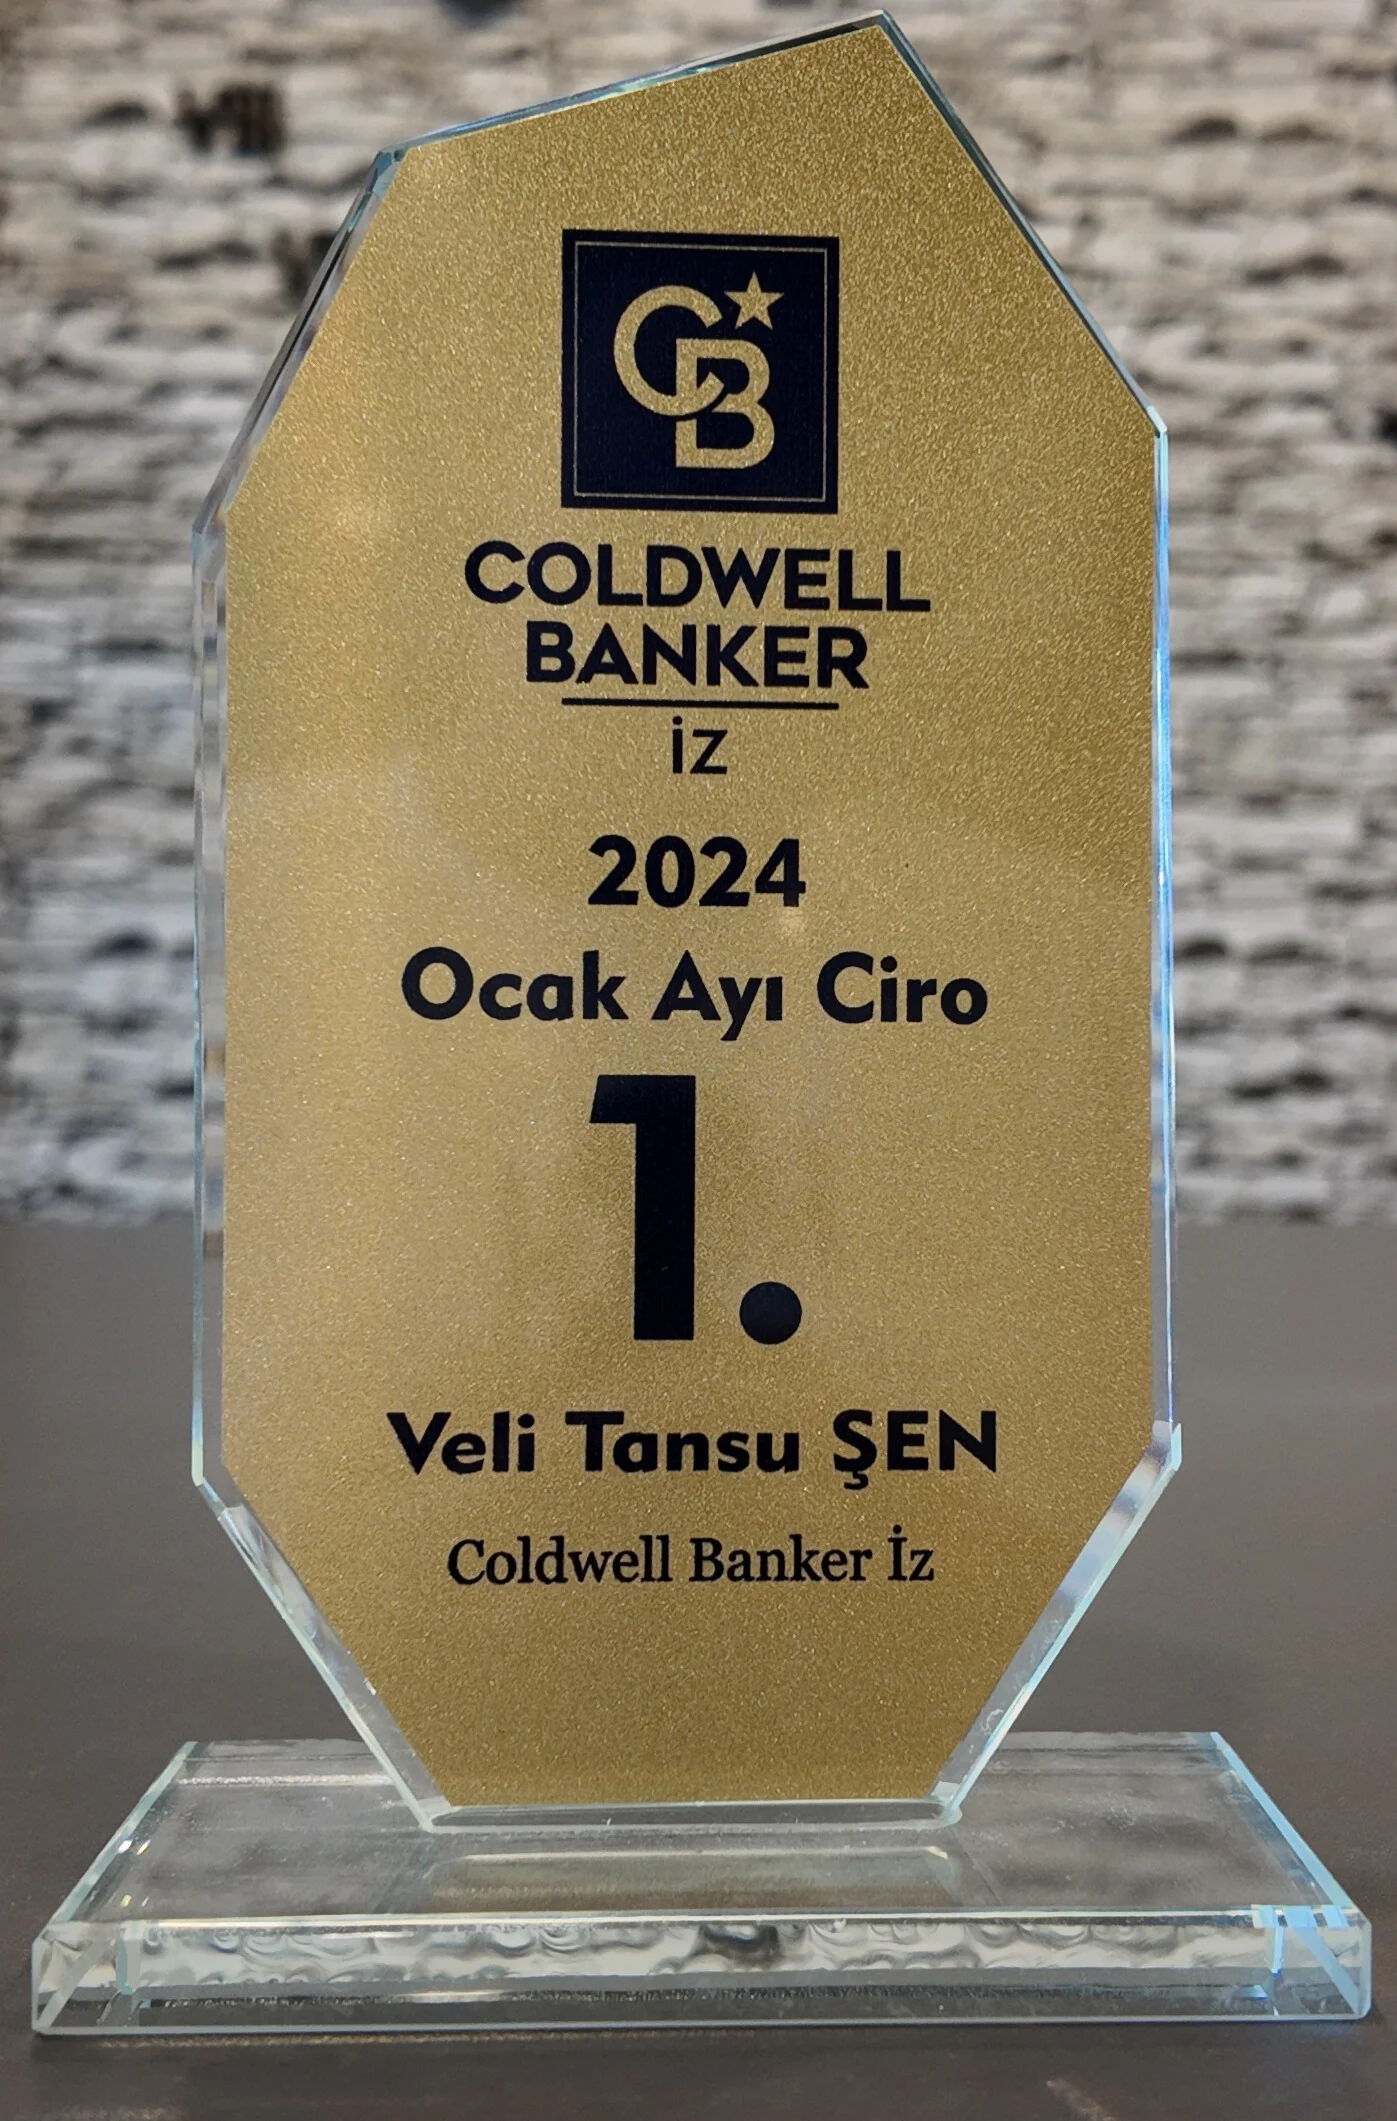 CB
COLDWELL
BANKER
İZ
2024
Ocak Ayı Ciro
1.
Veli Tansu ŞEN
Coldwell Banker İz